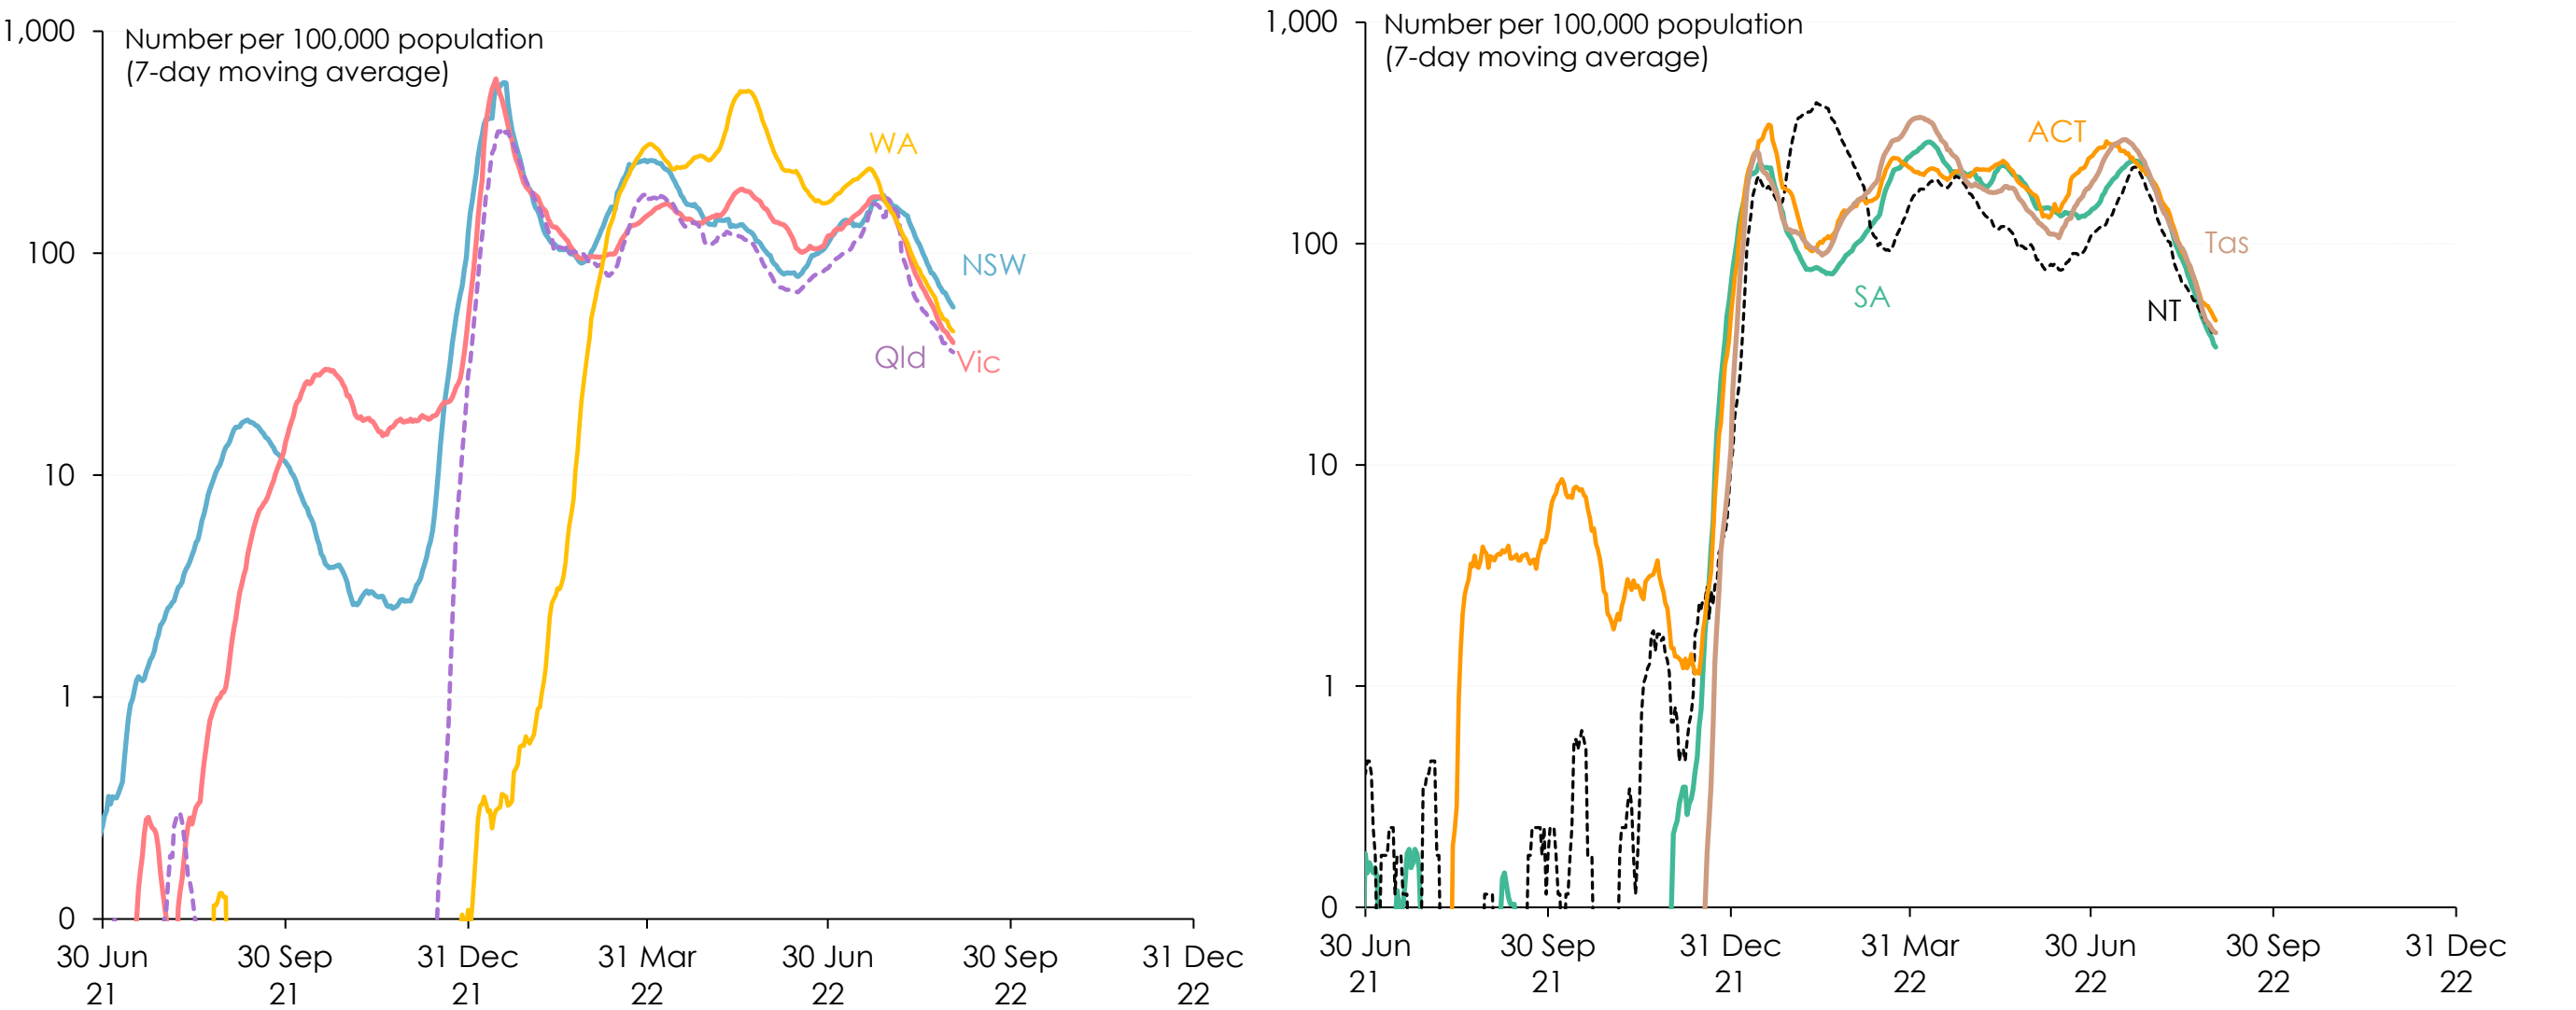 1,000
Number per 100,000 population
(7-day moving average)
100
10
1
0
WA
NSW
Qld
Vic
30 Jun
21
30 Sep
21
31 Dec
21
31 Mar
22
30 Jun
22
30 Sep
22
31 Dec
22
1,000
Number per 100,000 population
(7-day moving average)
100
10
1
0
ACT
Tas
SA
NT
30 Jun
21
30 Sep
21
31 Dec
21
31 Mar
22
30 Jun
22
30 Sep
22
31 Dec
22